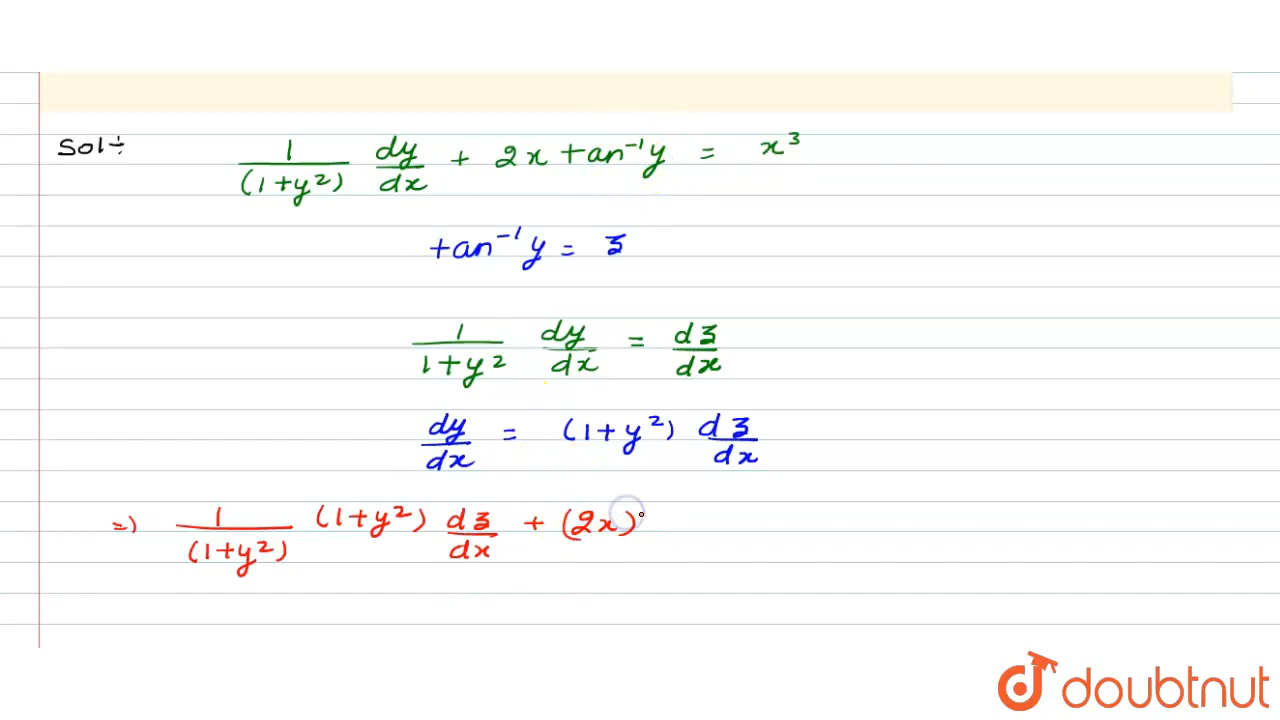 Sol÷ 1/(1+y²) dy/dx + 2x tan⁻¹y = x³
tan⁻¹y = z
1/1+y² dy/dx = dz/dx
dy/dx = (1+y²) dz/dx
=) 1/(1+y²) (1+y²) dz/dx + (2x)
doubtnut